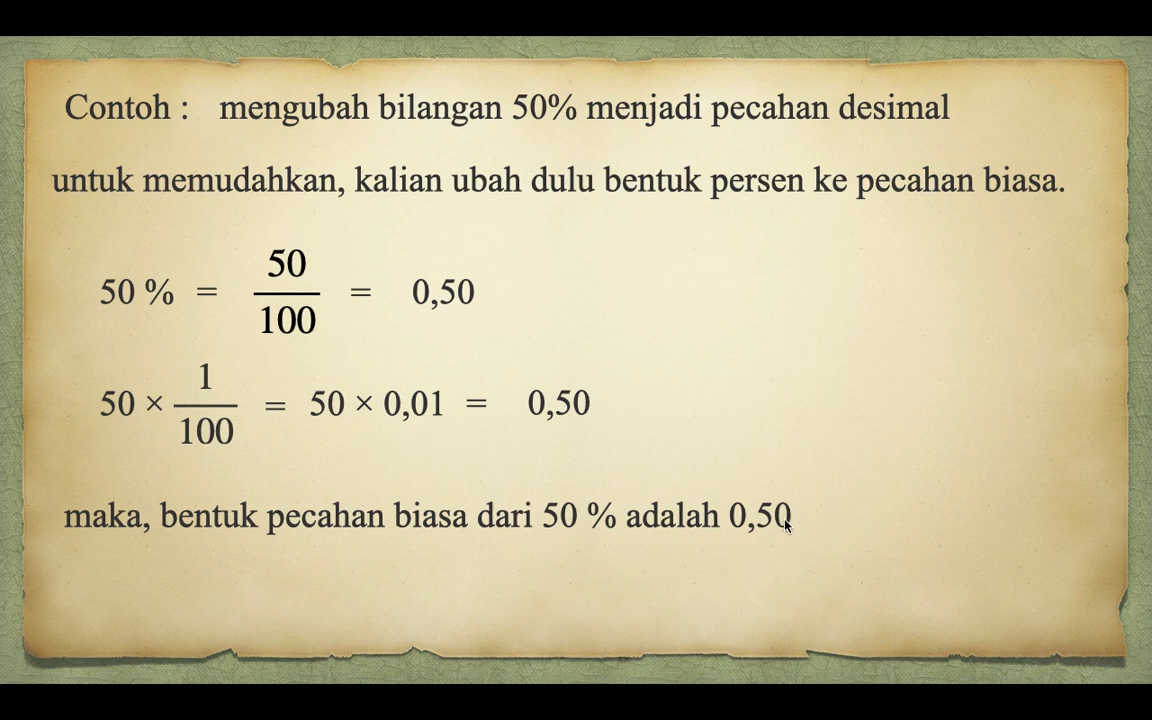 Contoh : mengubah bilangan 50% menjadi pecahan desimal
untuk memudahkan, kalian ubah dulu bentuk persen ke pecahan biasa.
50 % = 50/100 = 0,50
50 × 1/100 = 50 × 0,01 = 0,50
maka, bentuk pecahan biasa dari 50 % adalah 0,50